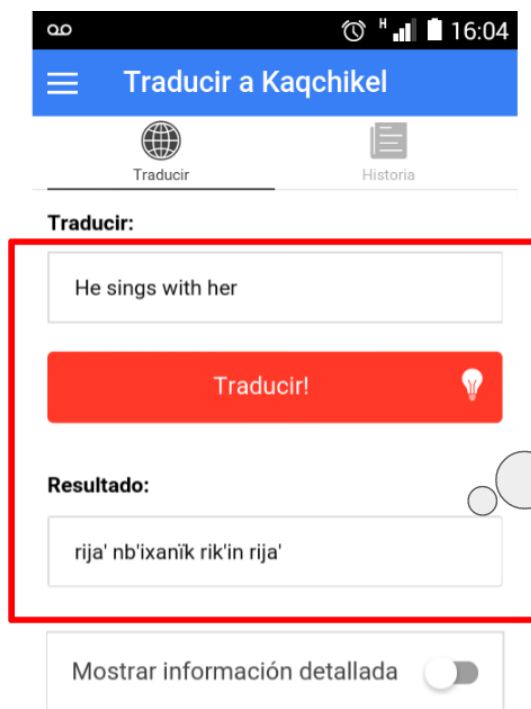 16:04
Traducir a Kaqchikel
Traducir
Historia
Traducir:
He sings with her
Traducir!
Resultado:
rija' nb'ixanïk rik'in rija'
Mostrar información detallada